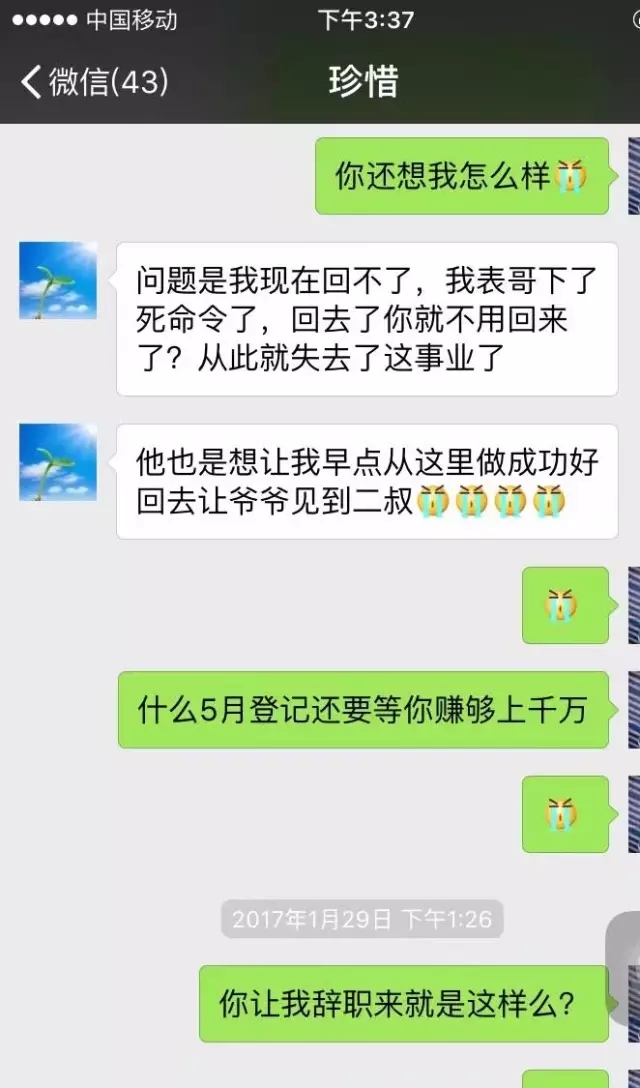 中国移动 下午3:37
微信(43) 珍惜
你还想我怎么样
问题是我现在回不了，我表哥下了
死命令了，回去了你就不用回来
了？从此就失去了这事业了
他也是想让我早点从这里做成功好
回去让爷爷见到二叔
什么5月登记还要等你赚够上千万
2017年1月29日 下午1:26
你让我辞职来就是这样么？